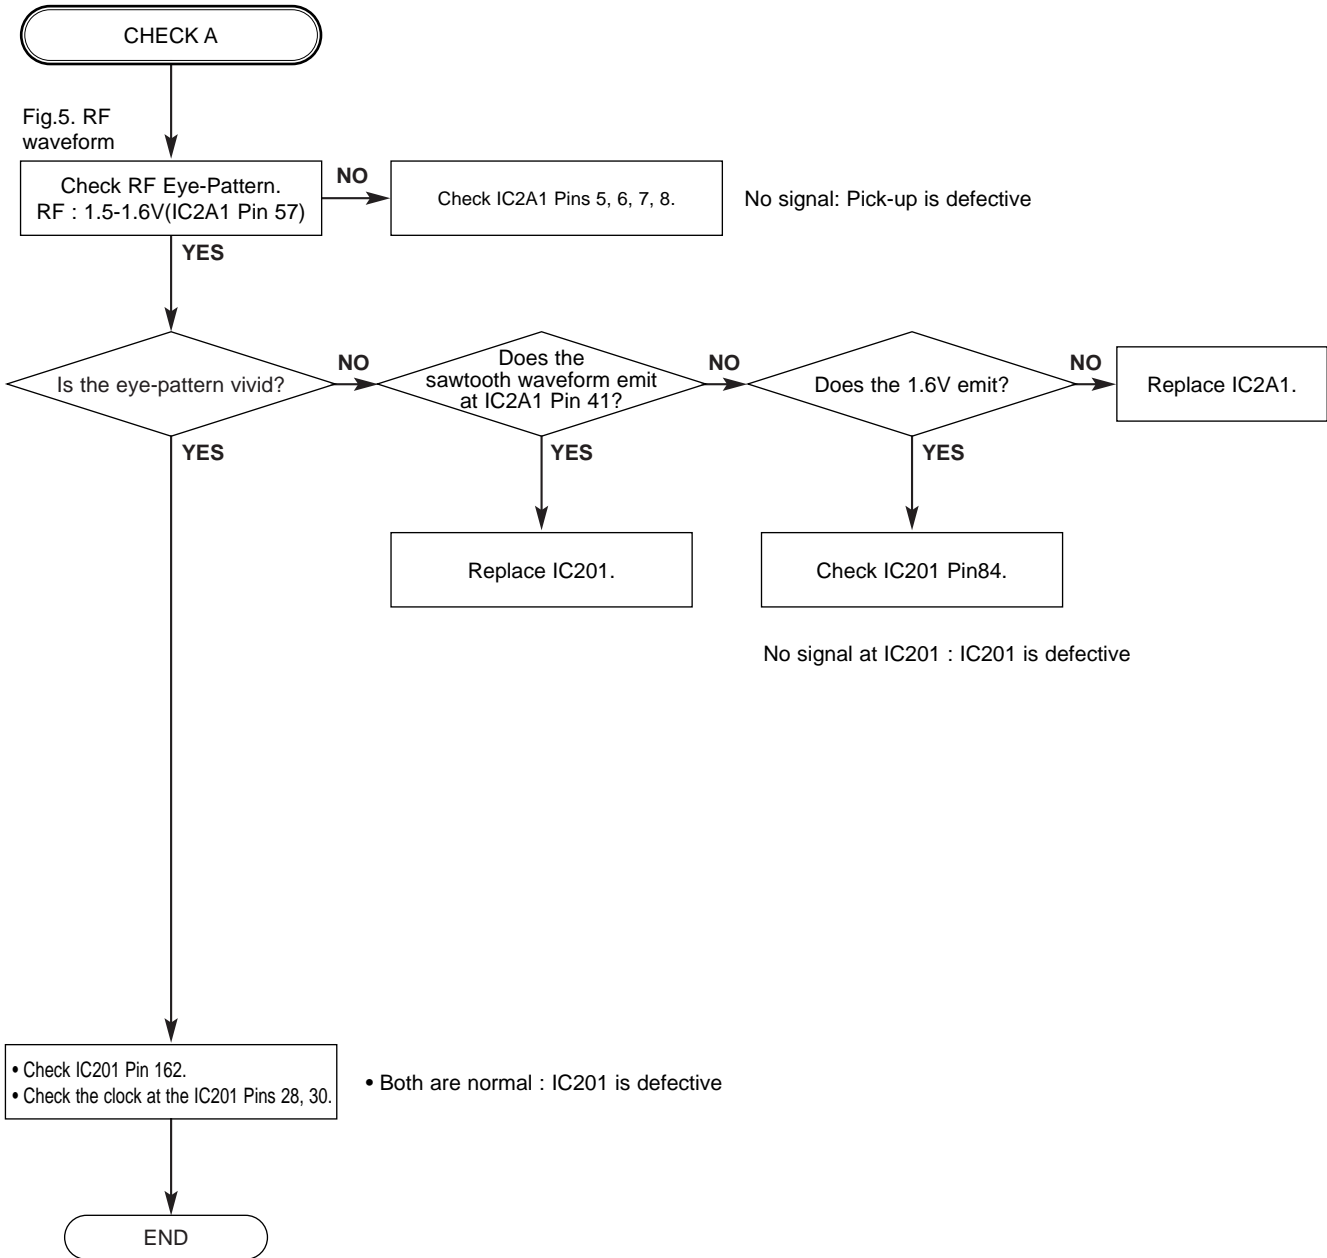 CHECK A
Fig.5. RF
waveform
Check RF Eye-Pattern.
RF : 1.5-1.6V(IC2A1 Pin 57)
NO
Check IC2A1 Pins 5, 6, 7, 8.
No signal: Pick-up is defective
YES
Is the eye-pattern vivid?
NO
Does the
sawtooth waveform emit
at IC2A1 Pin 41?
NO
Does the 1.6V emit?
NO
Replace IC2A1.
YES
YES
YES
Replace IC201.
Check IC201 Pin84.
No signal at IC201 : IC201 is defective
• Check IC201 Pin 162.
• Check the clock at the IC201 Pins 28, 30.
• Both are normal : IC201 is defective
END